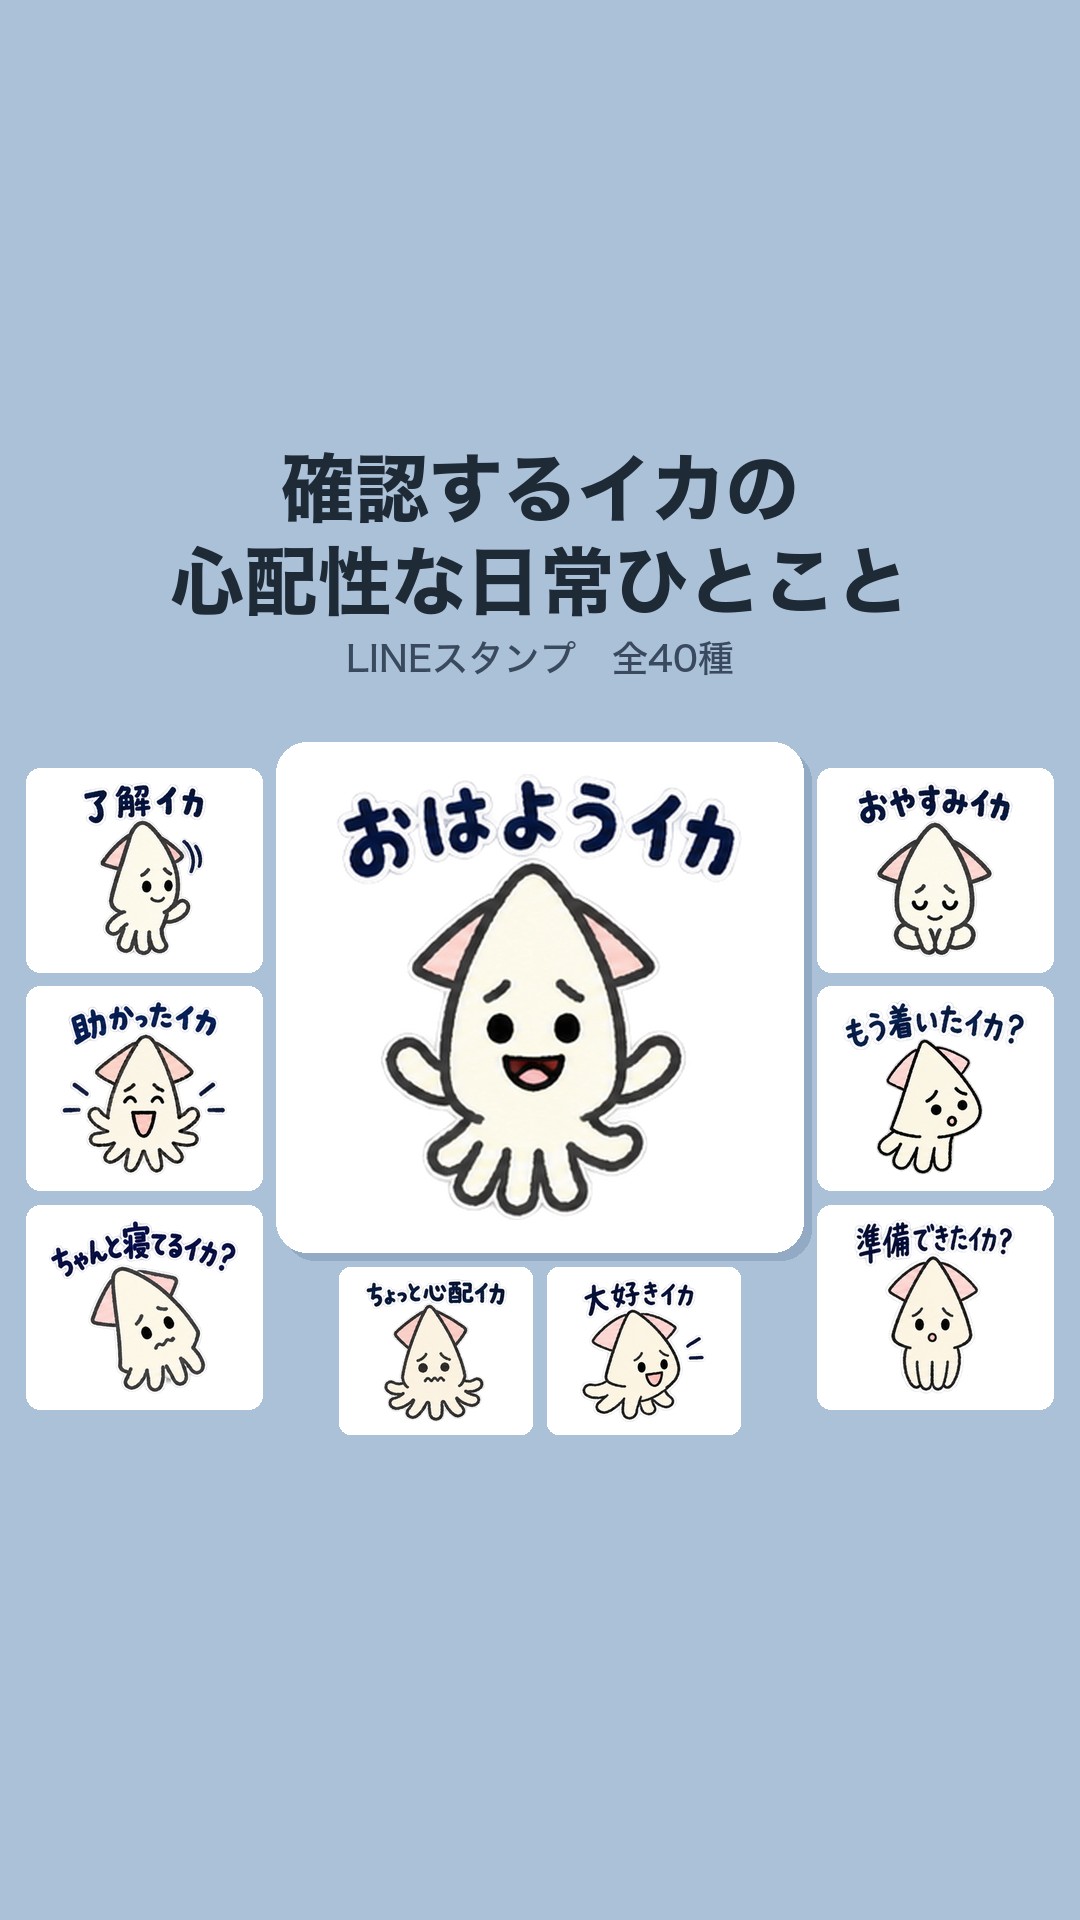 確認するイカの
心配性な日常ひとこと
LINEスタンプ　全40種
了解イカ
おはようイカ
おやすみイカ
助かったイカ
もう着いたイカ?
ちゃんと寝てるイカ?
準備できたイカ?
ちょっと心配イカ
大好きイカ